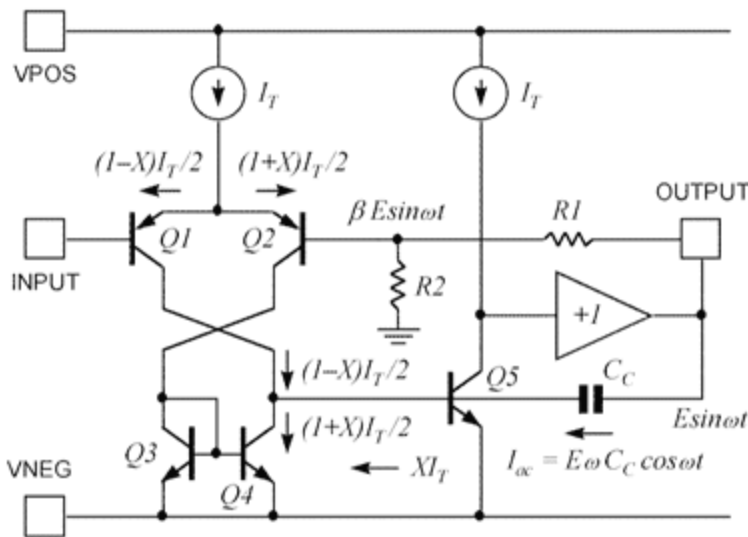 VPOS
I_T
I_T
(1–X)I_T/2
(1+X)I_T/2
OUTPUT
β Esinωt
R1
Q1
Q2
INPUT
R2
+1
(1–X)I_T/2
Q5
C_C
Esinωt
(1+X)I_T/2
Q3
XI_T
I_ac = EωC_C cosωt
VNEG
Q4